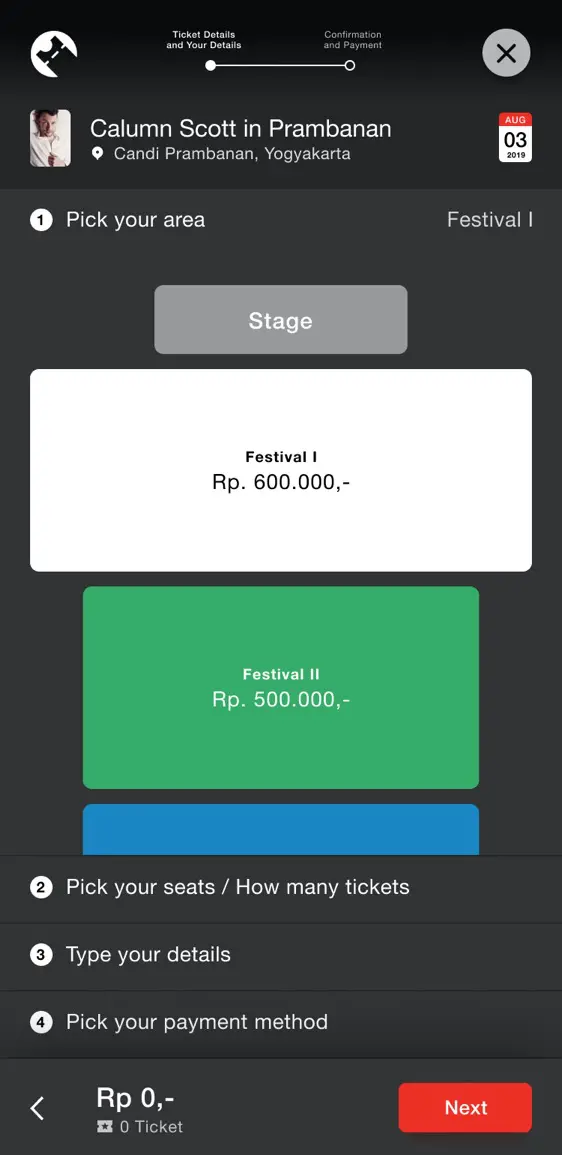 Ticket Details
and Your Details
Confirmation
and Payment
Calumn Scott in Prambanan
Candi Prambanan, Yogyakarta
AUG
03
2019
1 Pick your area
Festival I
Stage
Festival I
Rp. 600.000,-
Festival II
Rp. 500.000,-
2 Pick your seats / How many tickets
3 Type your details
4 Pick your payment method
Rp 0,-
0 Ticket
Next